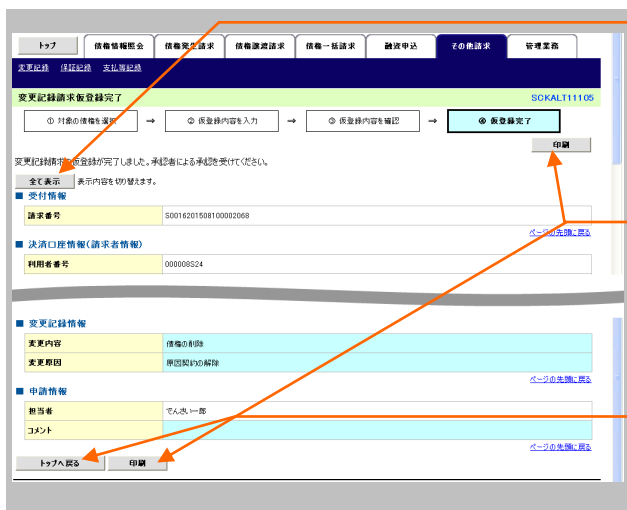 トップ 債権情報照会 債権発生請求 債権譲渡請求 債権一括請求 融資申込 その他請求 管理業務
変更記録 保証記録 支払等記録
変更記録請求仮登録完了 SCKALT11105
① 対象の債権を選択 → ② 仮登録内容を入力 → ③ 仮登録内容を確認 → ④ 仮登録完了
印刷
変更記録請求の仮登録が完了しました。承認者による承認を受けてください。
全て表示 表示内容を切り替えます。
■ 受付情報
請求番号 S0016201508100002068
ページの先頭に戻る
■ 決済口座情報(請求者情報)
利用者番号 000008S24
■ 変更記録情報
変更内容 債権の削除
変更原因 原因契約の解除
ページの先頭に戻る
■ 申請情報
担当者 でんさい一郎
コメント
ページの先頭に戻る
トップへ戻る 印刷